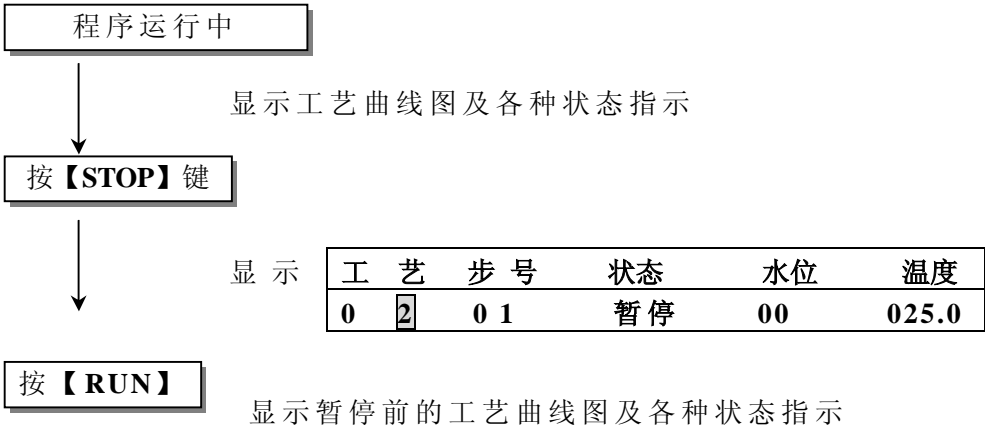 程序运行中
显示工艺曲线图及各种状态指示
按【STOP】键
显示
工艺 步号 状态 水位 温度
0 2 0 1 暂停 00 025.0
按【RUN】
显示暂停前的工艺曲线图及各种状态指示